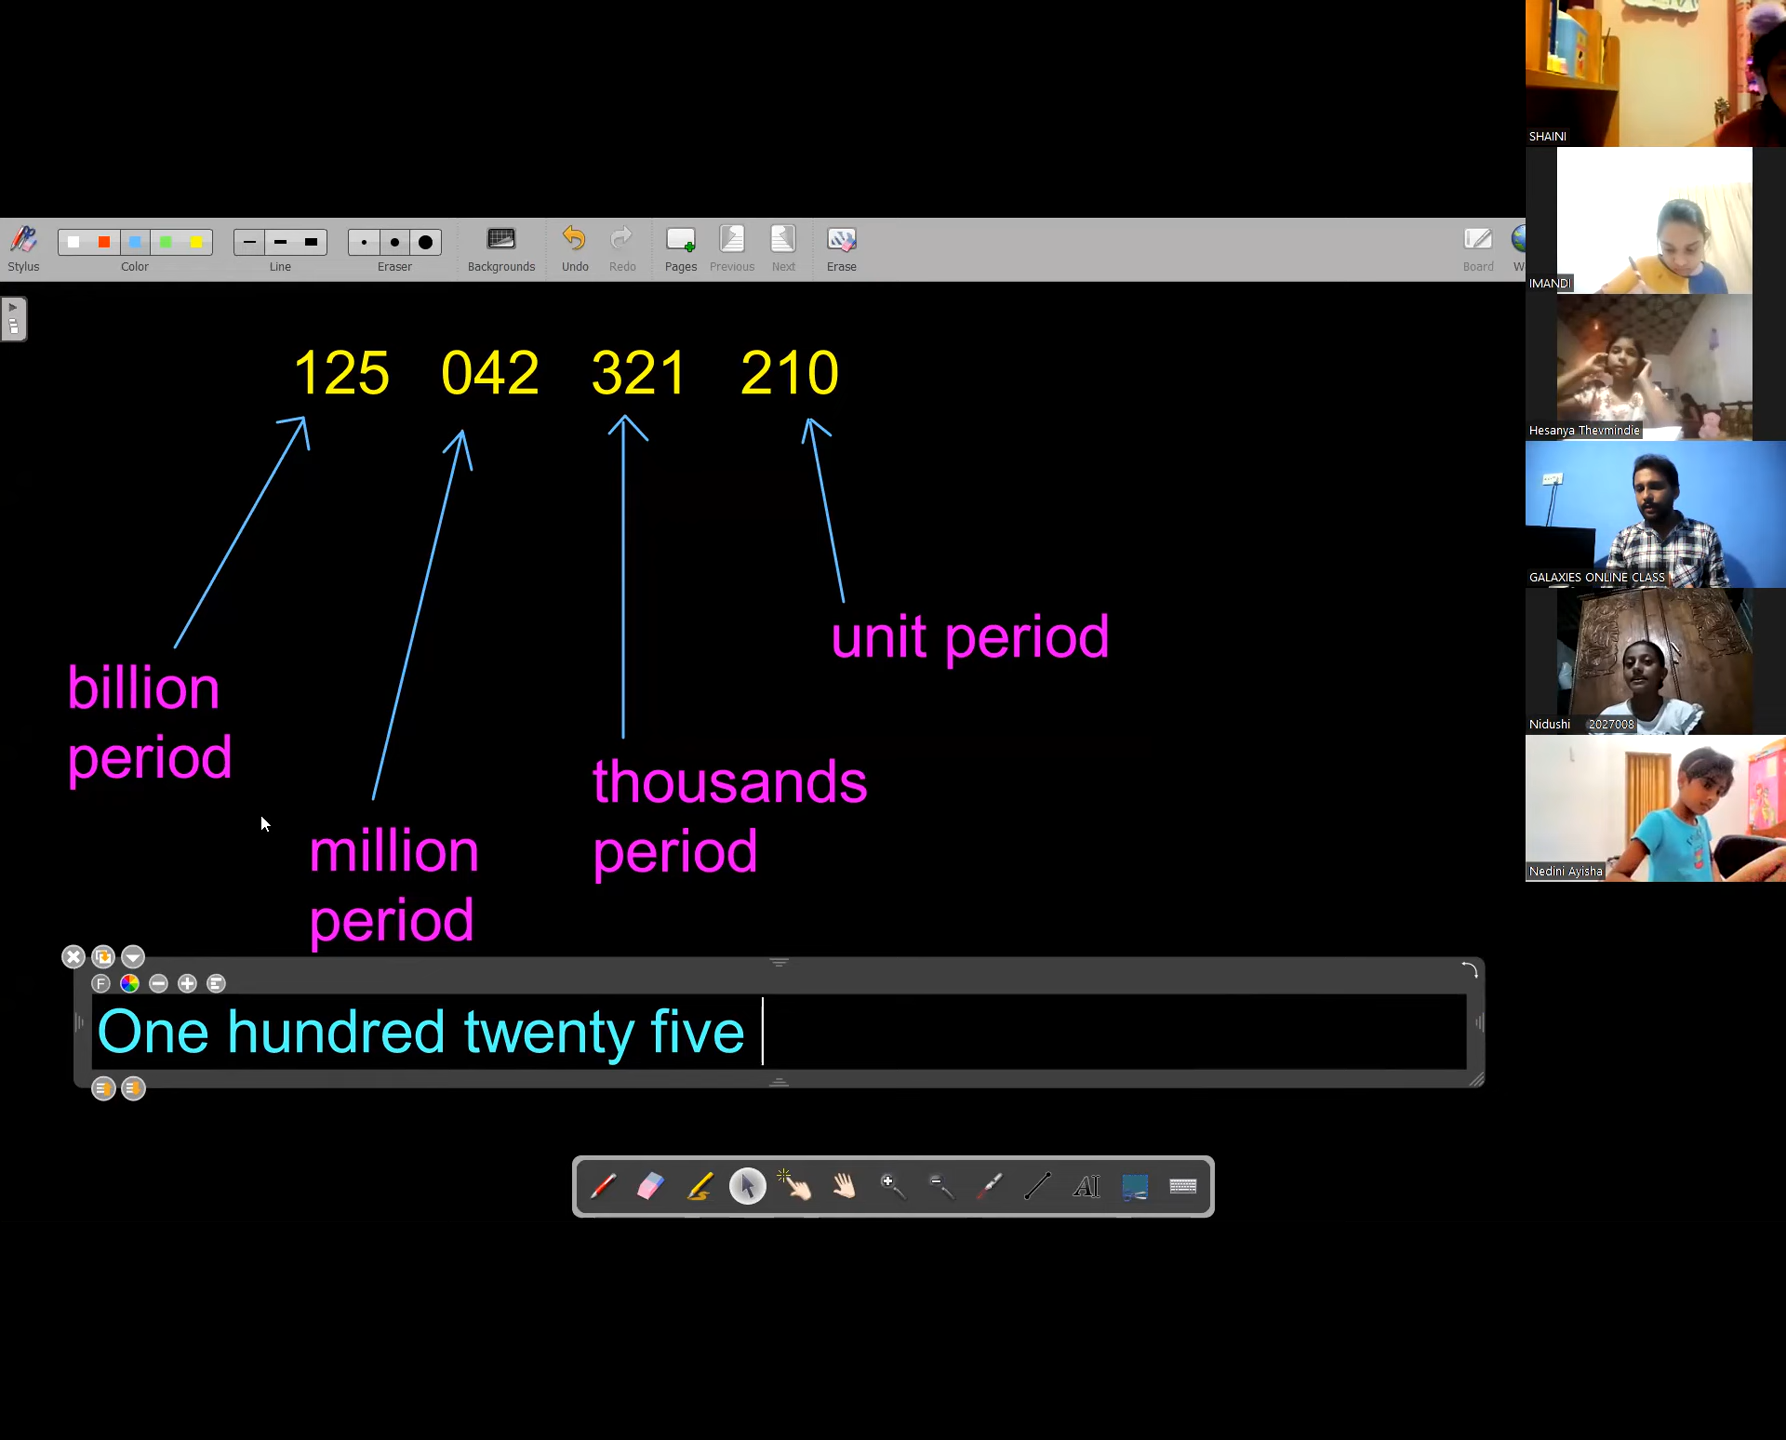 SHAINI
IMANDI
Hesanya Thevmindie
GALAXIES ONLINE CLASS
Nidushi 2027008
Nedini Ayisha
Stylus Color Line Eraser Backgrounds Undo Redo Pages Previous Next Erase Board
125 042 321 210
unit period
billion
period
thousands
period
million
period
F
One hundred twenty five
AI